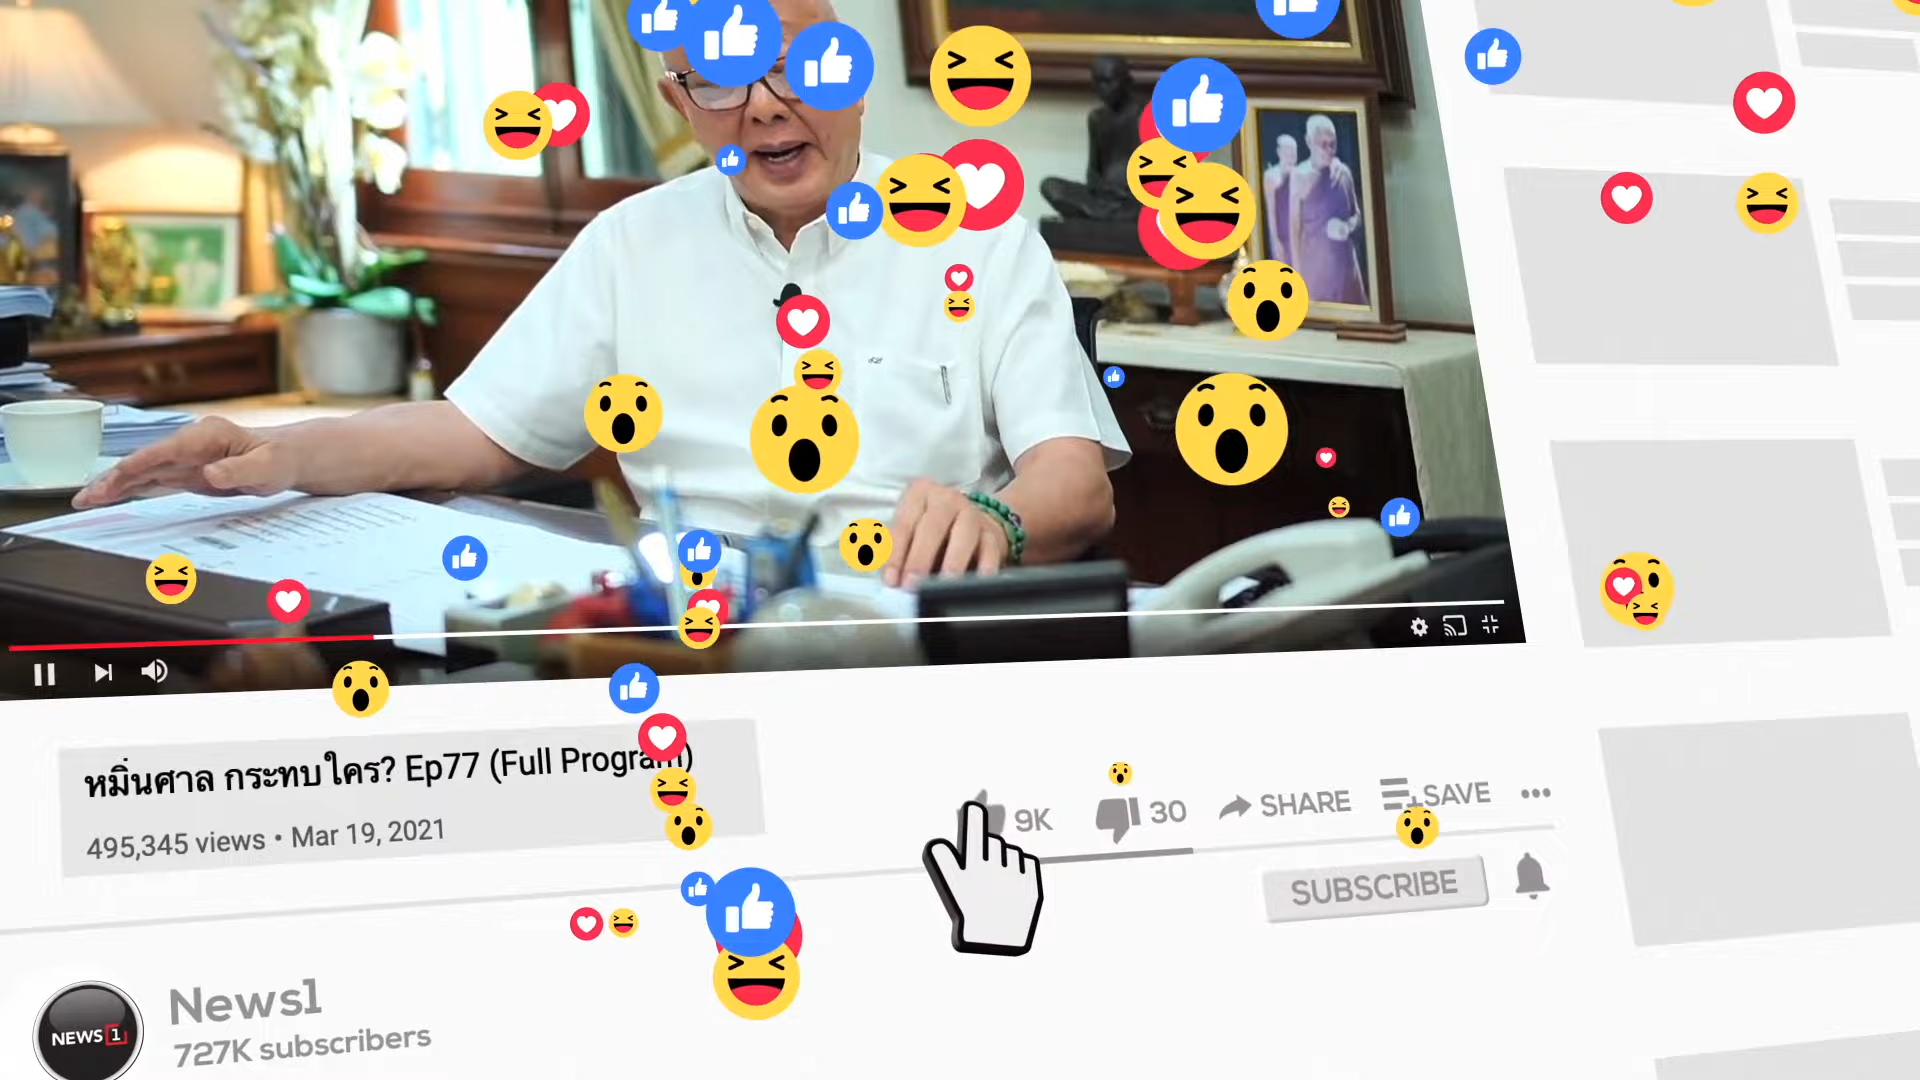 หมิ่นศาล กระทบใคร? Ep77 (Full Program)
495,345 views • Mar 19, 2021
9K
30
SHARE
SAVE
SUBSCRIBE
NEWS 1
News1
727K subscribers